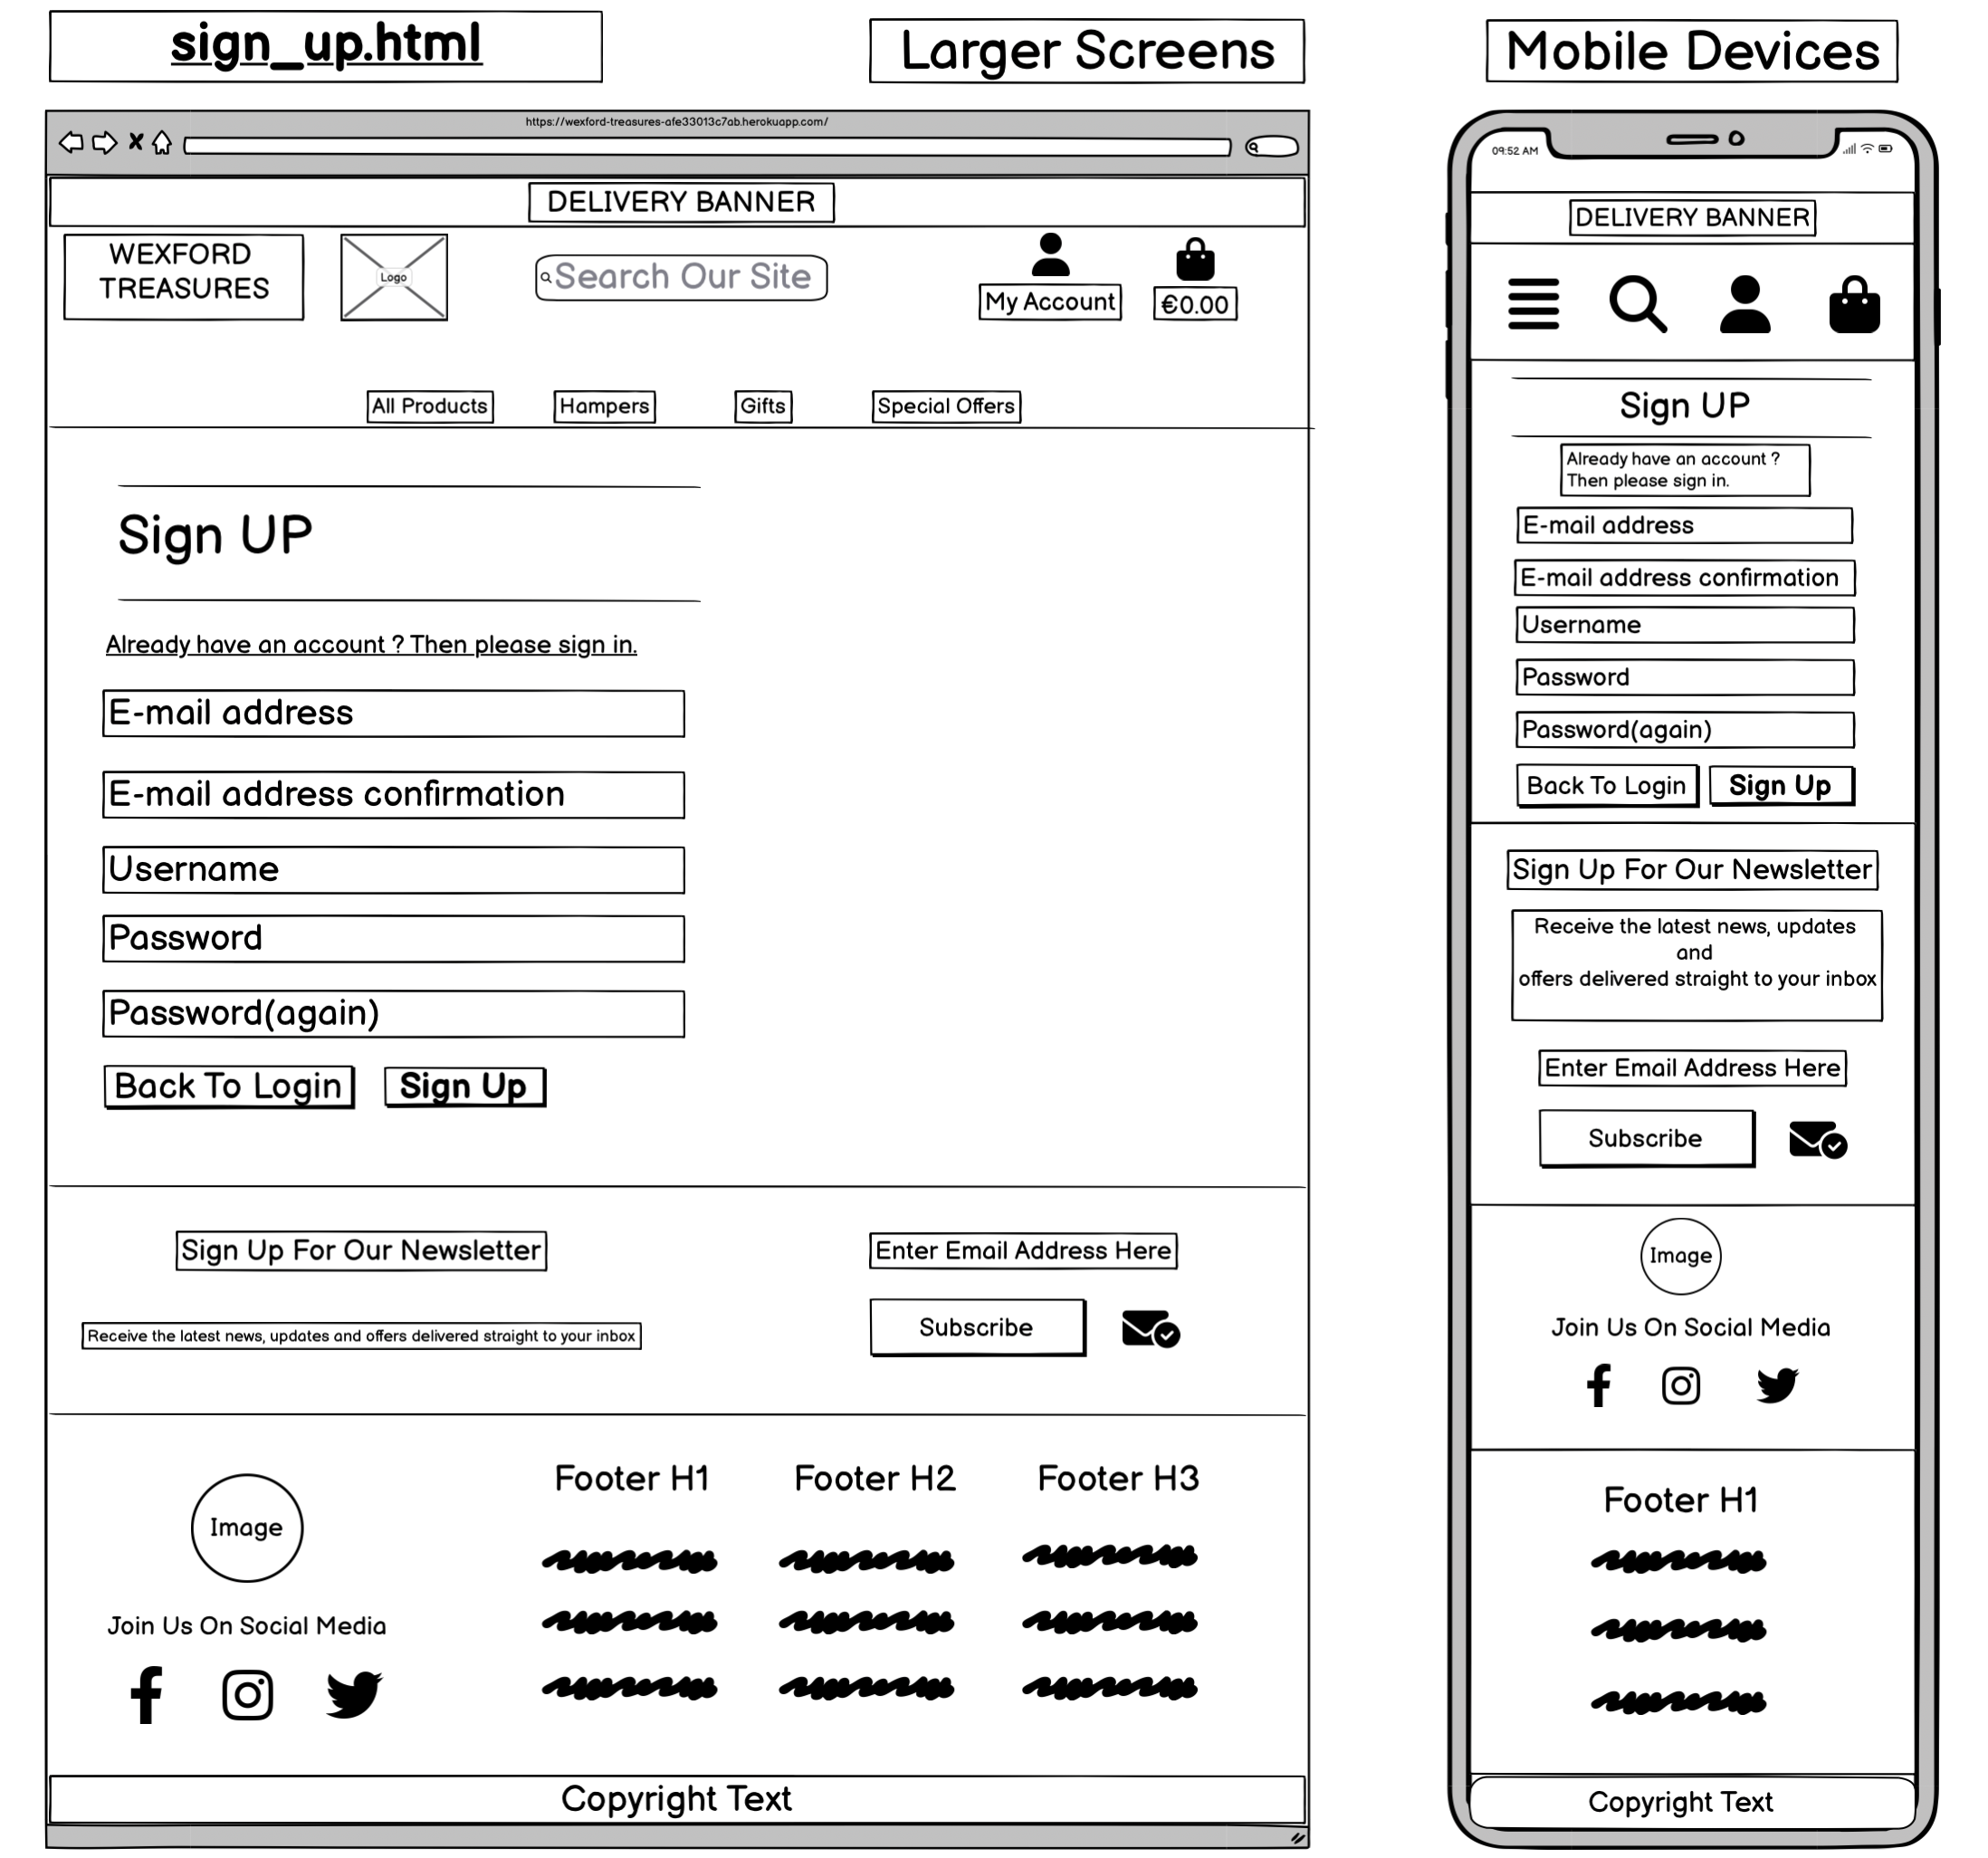 sign_up.html
Larger Screens
Mobile Devices
https://wexford-treasures-afe33013c7ab.herokuapp.com/
DELIVERY BANNER
WEXFORD
TREASURES
Logo
Search Our Site
My Account
€0.00
All Products
Hampers
Gifts
Special Offers
Sign UP
Already have an account ? Then please sign in.
E-mail address
E-mail address confirmation
Username
Password
Password(again)
Back To Login
Sign Up
Sign Up For Our Newsletter
Enter Email Address Here
Receive the latest news, updates and offers delivered straight to your inbox
Subscribe
Image
Join Us On Social Media
Footer H1
Footer H2
Footer H3
Copyright Text
09:52 AM
DELIVERY BANNER
Sign UP
Already have an account ?
Then please sign in.
E-mail address
E-mail address confirmation
Username
Password
Password(again)
Back To Login
Sign Up
Sign Up For Our Newsletter
Receive the latest news, updates
and
offers delivered straight to your inbox
Enter Email Address Here
Subscribe
Image
Join Us On Social Media
Footer H1
Copyright Text